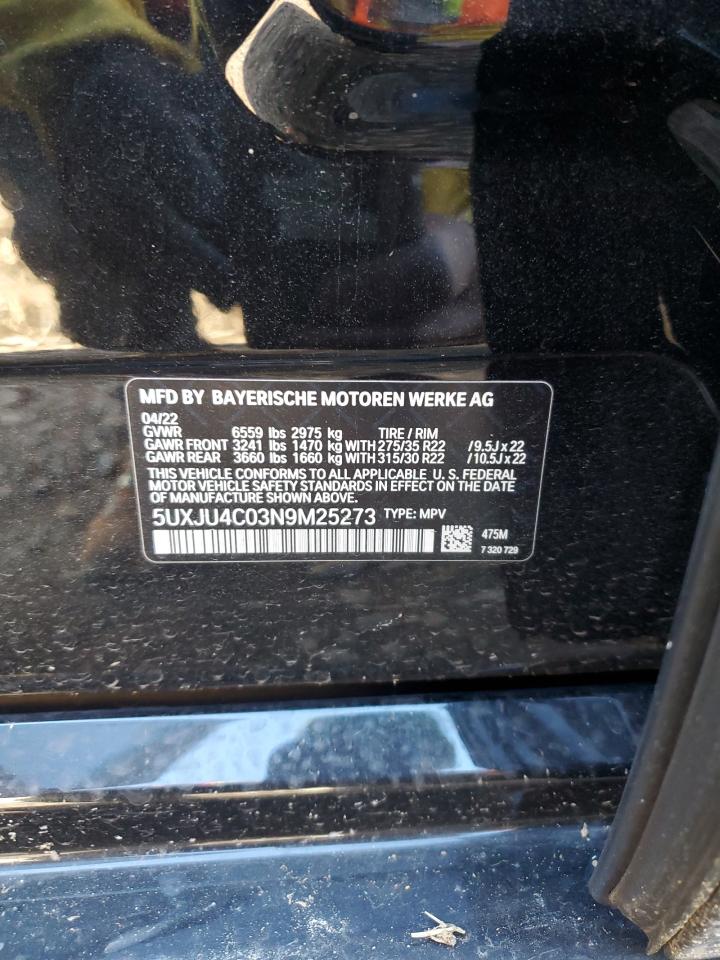 MFD BY BAYERISCHE MOTOREN WERKE AG
04/22
GVWR 6559 lbs 2975 kg TIRE / RIM
GAWR FRONT 3241 lbs 1470 kg WITH 275/35 R22 / 9.5J x 22
GAWR REAR 3660 lbs 1660 kg WITH 315/30 R22 / 10.5J x 22
THIS VEHICLE CONFORMS TO ALL APPLICABLE U. S. FEDERAL
MOTOR VEHICLE SAFETY STANDARDS IN EFFECT ON THE DATE
OF MANUFACTURE SHOWN ABOVE.
5UXJU4C03N9M25273 TYPE: MPV
475M
7 320 729